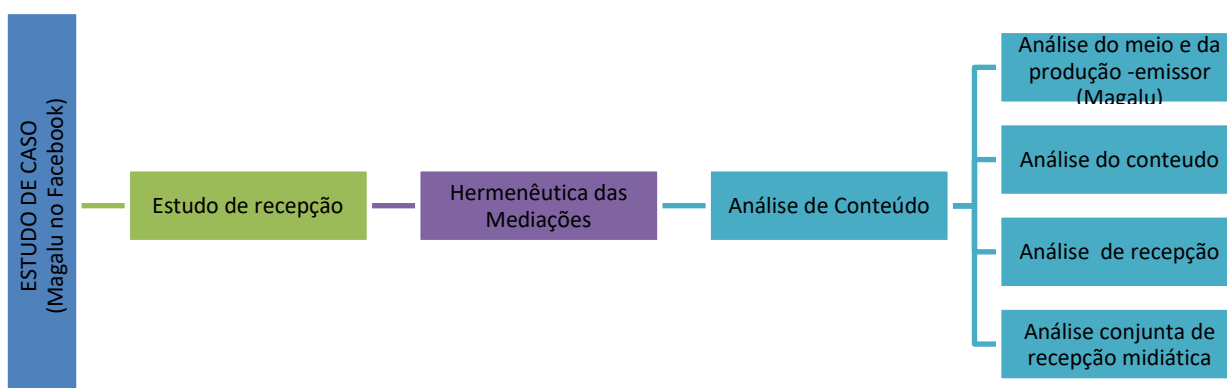 ESTUDO DE CASO
(Magalu no Facebook)
Estudo de recepção
Hermenêutica das
Mediações
Análise de Conteúdo
Análise do meio e da
produção -emissor
(Magalu)
Análise do conteudo
Análise de recepção
Análise conjunta de
recepção midiática